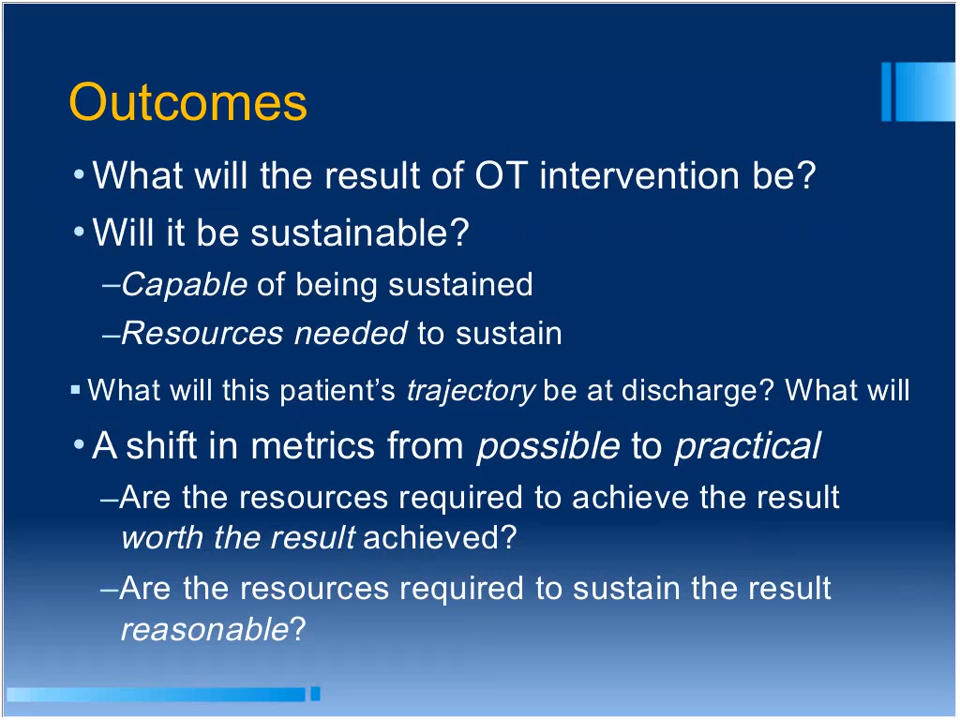 Outcomes
• What will the result of OT intervention be?
• Will it be sustainable?
–Capable of being sustained
–Resources needed to sustain
▪ What will this patient’s trajectory be at discharge? What will
• A shift in metrics from possible to practical
–Are the resources required to achieve the result
worth the result achieved?
–Are the resources required to sustain the result
reasonable?